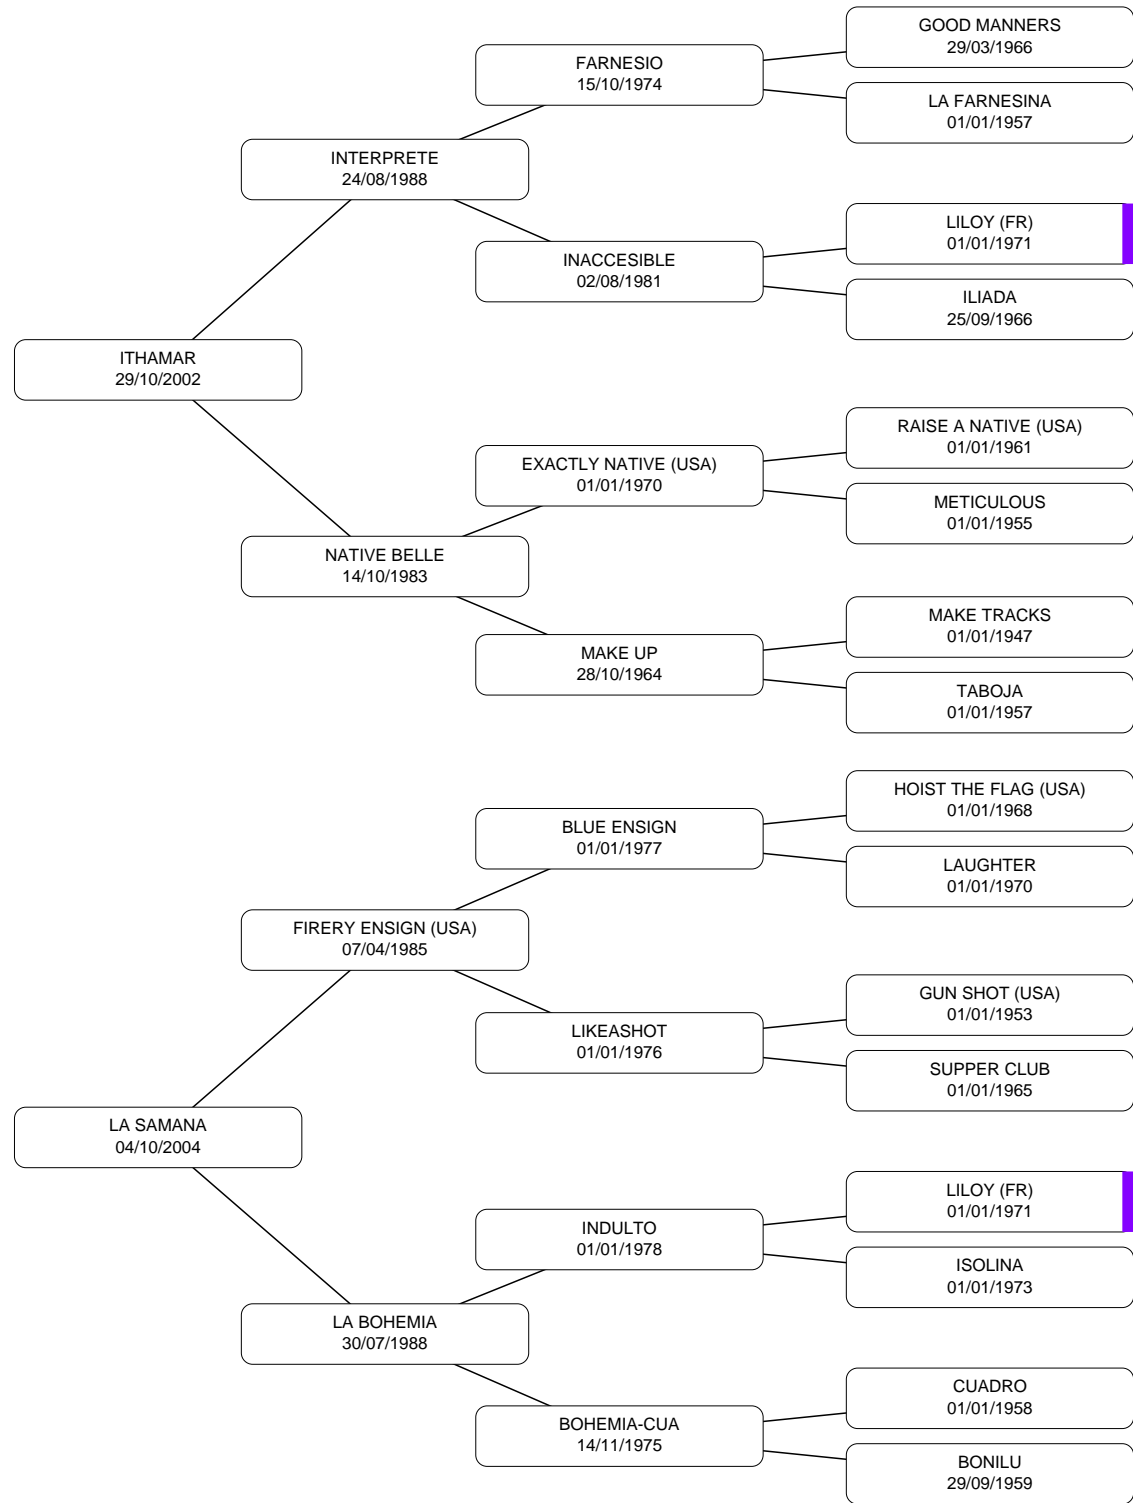 GOOD MANNERS
29/03/1966
FARNESIO
15/10/1974
LA FARNESINA
01/01/1957
INTERPRETE
24/08/1988
LILOY (FR)
01/01/1971
INACCESIBLE
02/08/1981
ILIADA
25/09/1966
ITHAMAR
29/10/2002
RAISE A NATIVE (USA)
01/01/1961
EXACTLY NATIVE (USA)
01/01/1970
METICULOUS
01/01/1955
NATIVE BELLE
14/10/1983
MAKE TRACKS
01/01/1947
MAKE UP
28/10/1964
TABOJA
01/01/1957
HOIST THE FLAG (USA)
01/01/1968
BLUE ENSIGN
01/01/1977
LAUGHTER
01/01/1970
FIRERY ENSIGN (USA)
07/04/1985
GUN SHOT (USA)
01/01/1953
LIKEASHOT
01/01/1976
SUPPER CLUB
01/01/1965
LA SAMANA
04/10/2004
LILOY (FR)
01/01/1971
INDULTO
01/01/1978
ISOLINA
01/01/1973
LA BOHEMIA
30/07/1988
CUADRO
01/01/1958
BOHEMIA-CUA
14/11/1975
BONILU
29/09/1959